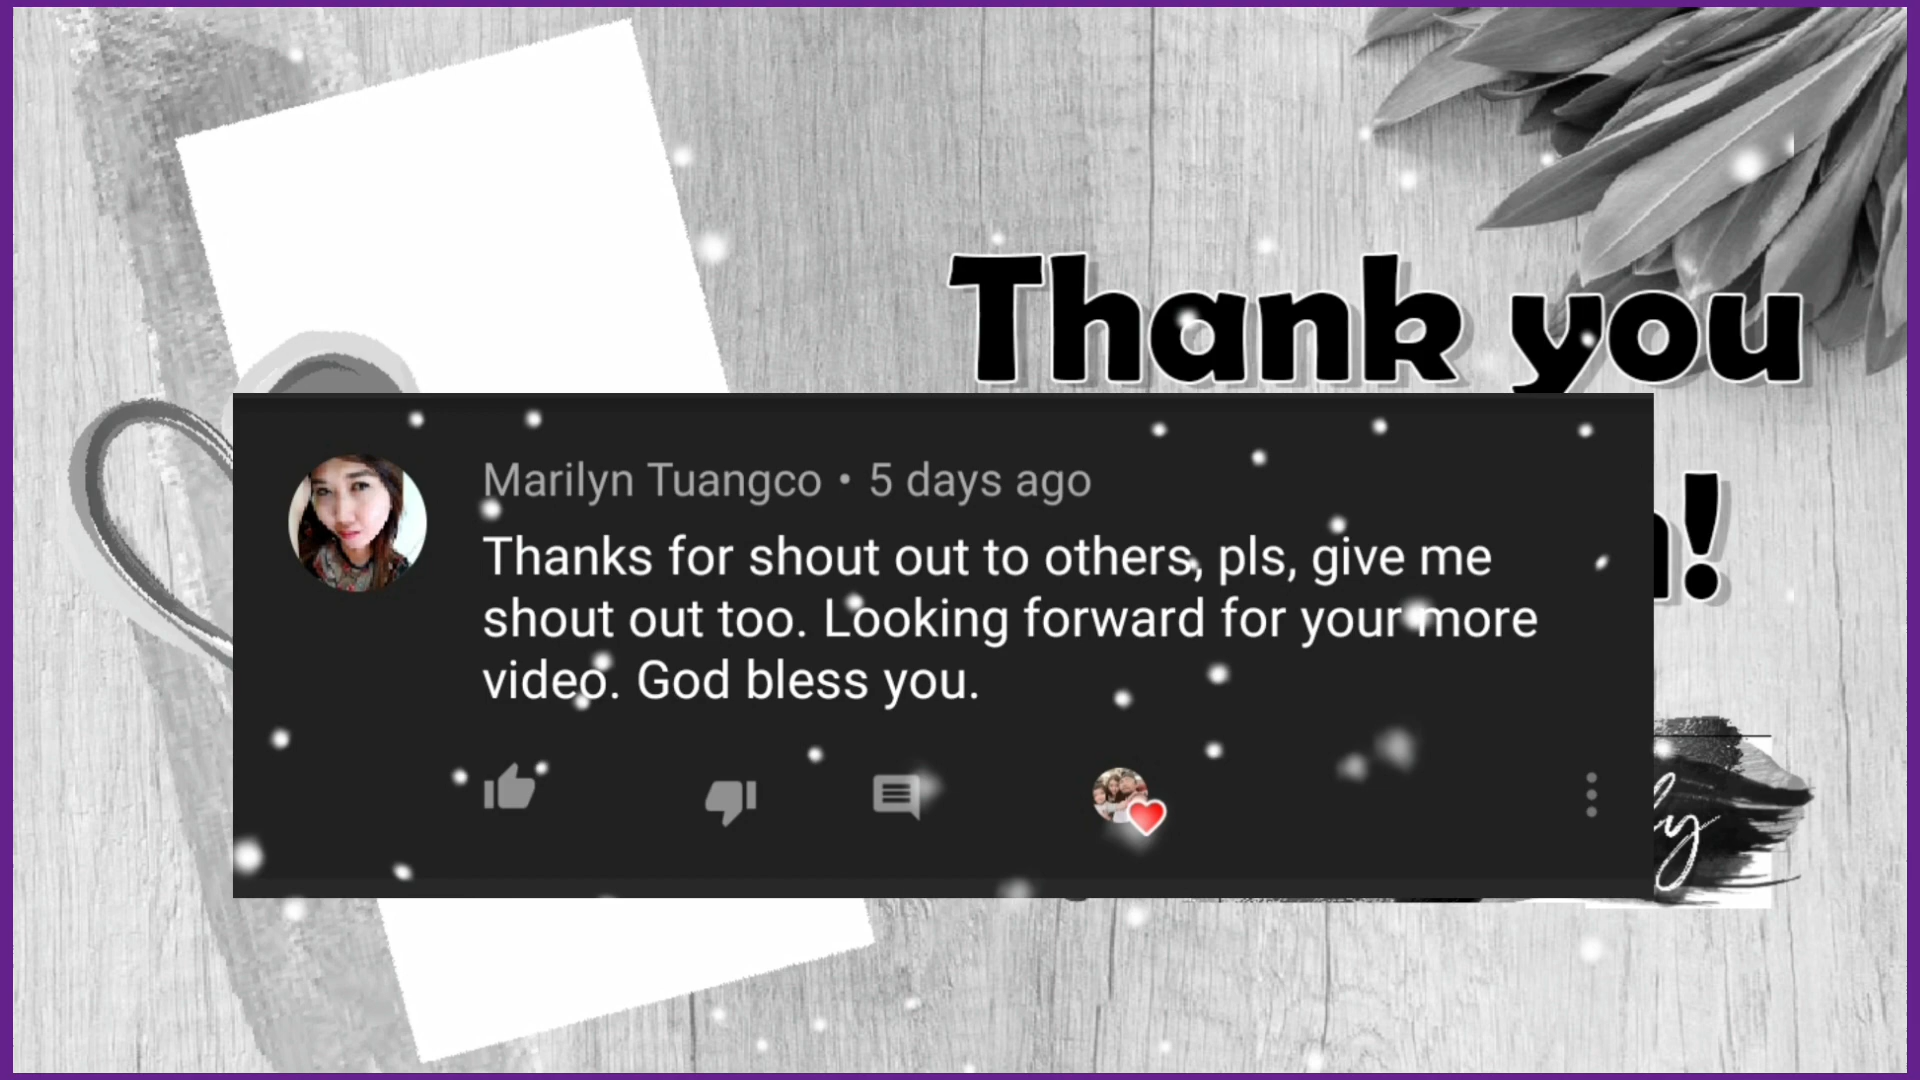 Thank you
!
Marilyn Tuangco • 5 days ago
Thanks for shout out to others, pls, give me
shout out too. Looking forward for your more
video. God bless you.